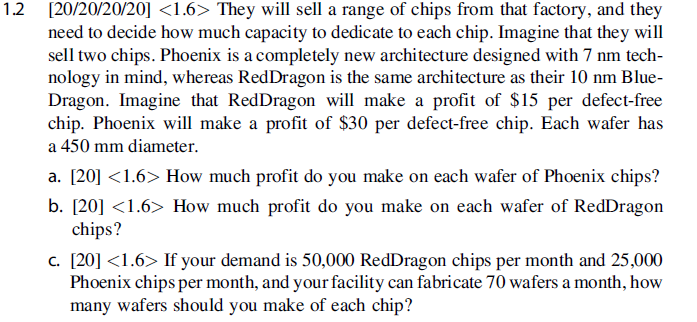 1.2 [20/20/20/20] <1.6> They will sell a range of chips from that factory, and they
need to decide how much capacity to dedicate to each chip. Imagine that they will
sell two chips. Phoenix is a completely new architecture designed with 7 nm tech-
nology in mind, whereas RedDragon is the same architecture as their 10 nm Blue-
Dragon. Imagine that RedDragon will make a profit of $15 per defect-free
chip. Phoenix will make a profit of $30 per defect-free chip. Each wafer has
a 450 mm diameter.
a. [20] <1.6> How much profit do you make on each wafer of Phoenix chips?
b. [20] <1.6> How much profit do you make on each wafer of RedDragon
chips?
c. [20] <1.6> If your demand is 50,000 RedDragon chips per month and 25,000
Phoenix chips per month, and your facility can fabricate 70 wafers a month, how
many wafers should you make of each chip?